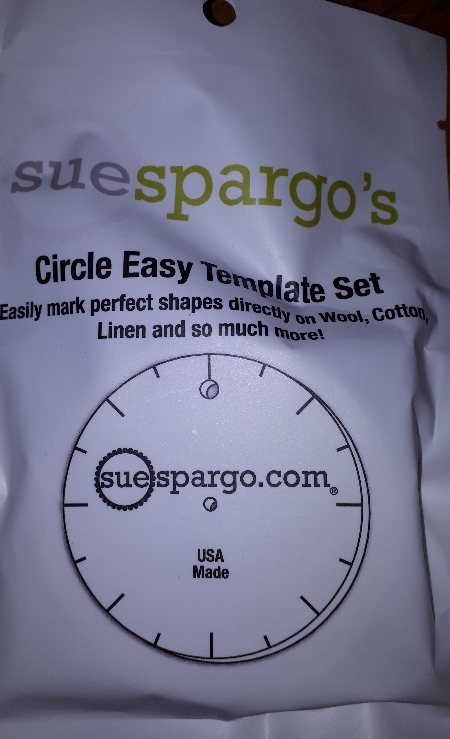 suespargo's
Circle Easy Template Set
Easily mark perfect shapes directly on Wool, Cotton,
Linen and so much more!
suespargo.com®
USA
Made